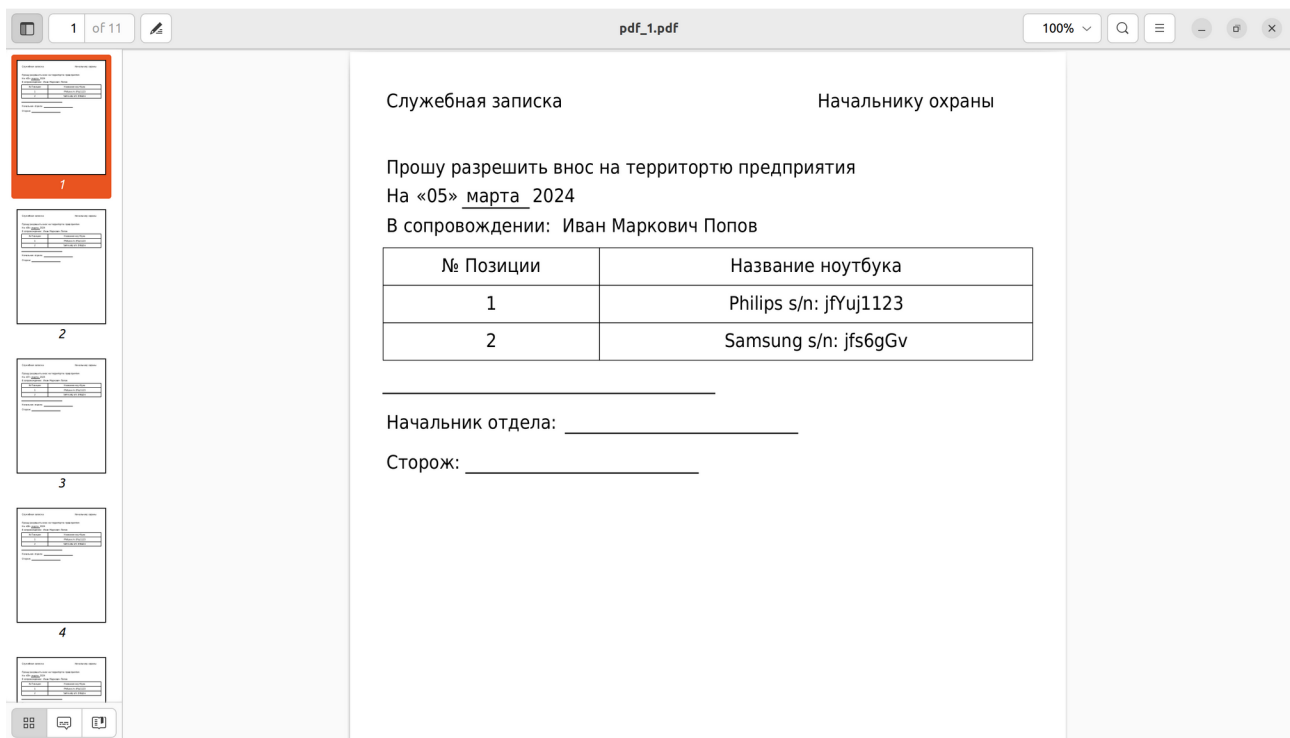 1 of 11 pdf_1.pdf 100%
Служебная записка Начальнику охраны
Прошу разрешить внос на территортю предприятия
На «05» марта 2024
В сопровождении: Иван Маркович Попов
№ Позиции Название ноутбука
1 Philips s/n: jfYuj1123
2 Samsung s/n: jfs6gGv
Начальник отдела:
Сторож:
1
2
3
4